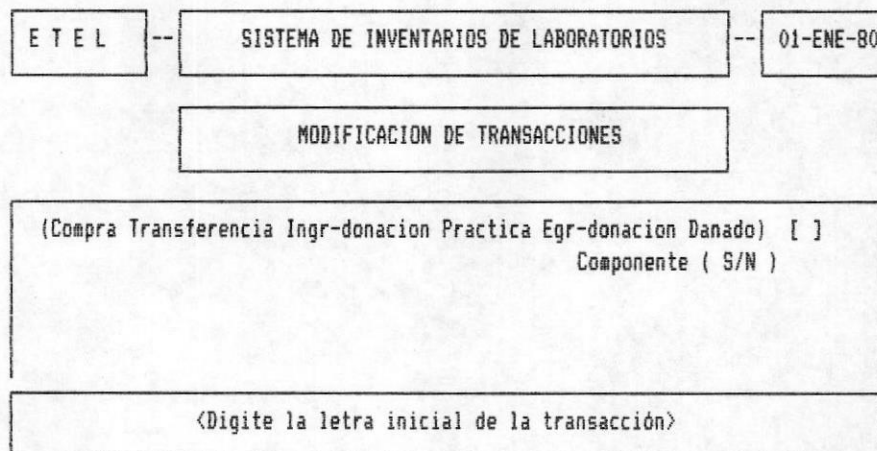 E T E L -- SISTEMA DE INVENTARIOS DE LABORATORIOS -- 01-ENE-80
MODIFICACION DE TRANSACCIONES
(Compra Transferencia Ingr-donacion Practica Egr-donacion Danado) [ ]
Componente ( S/N )
<Digite la letra inicial de la transacción>